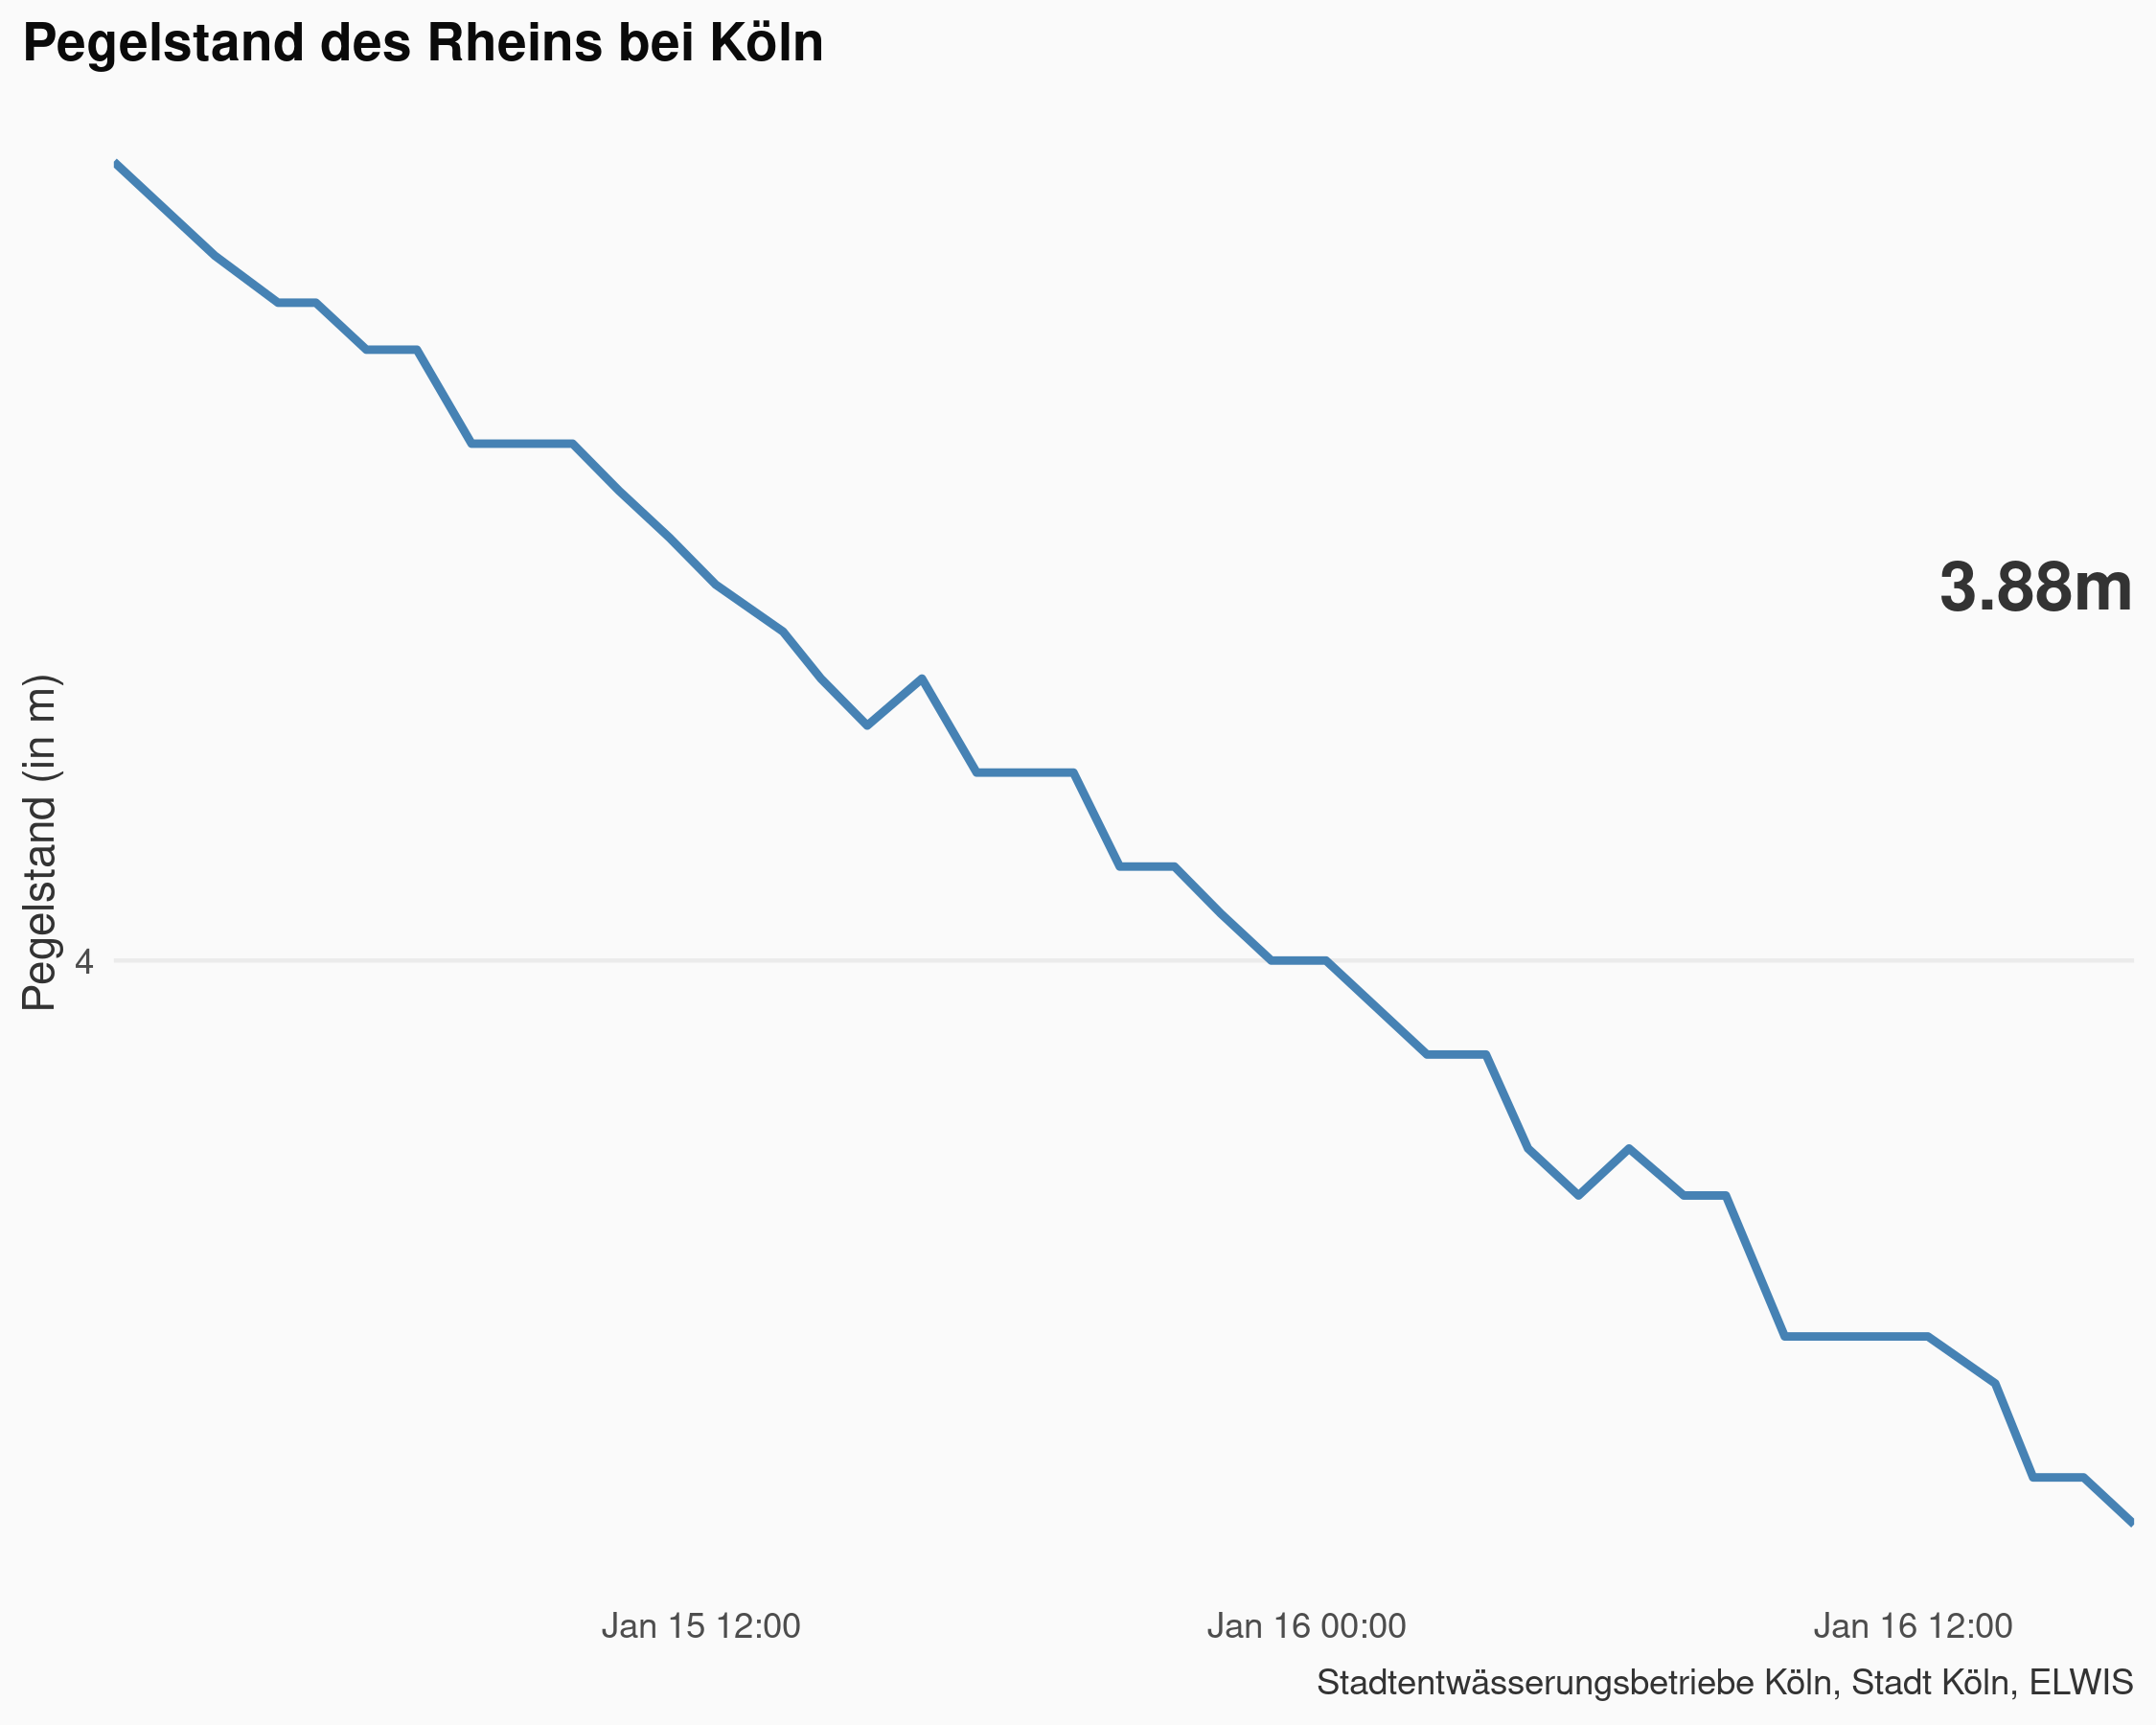 Pegelstand des Rheins bei Köln
3.88m
Pegelstand (in m)
4
Jan 15 12:00
Jan 16 00:00
Jan 16 12:00
Stadtentwässerungsbetriebe Köln, Stadt Köln, ELWIS